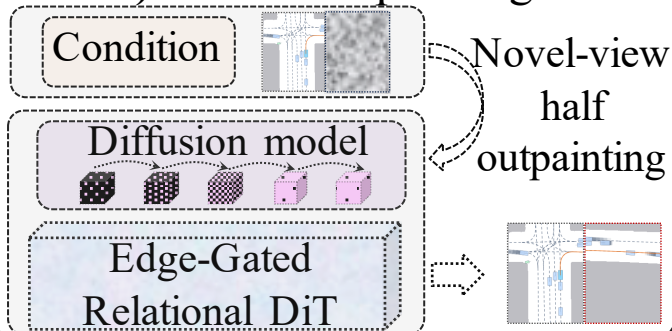 Condition
Novel-view
half
outpainting
Diffusion model
Edge-Gated
Relational DiT